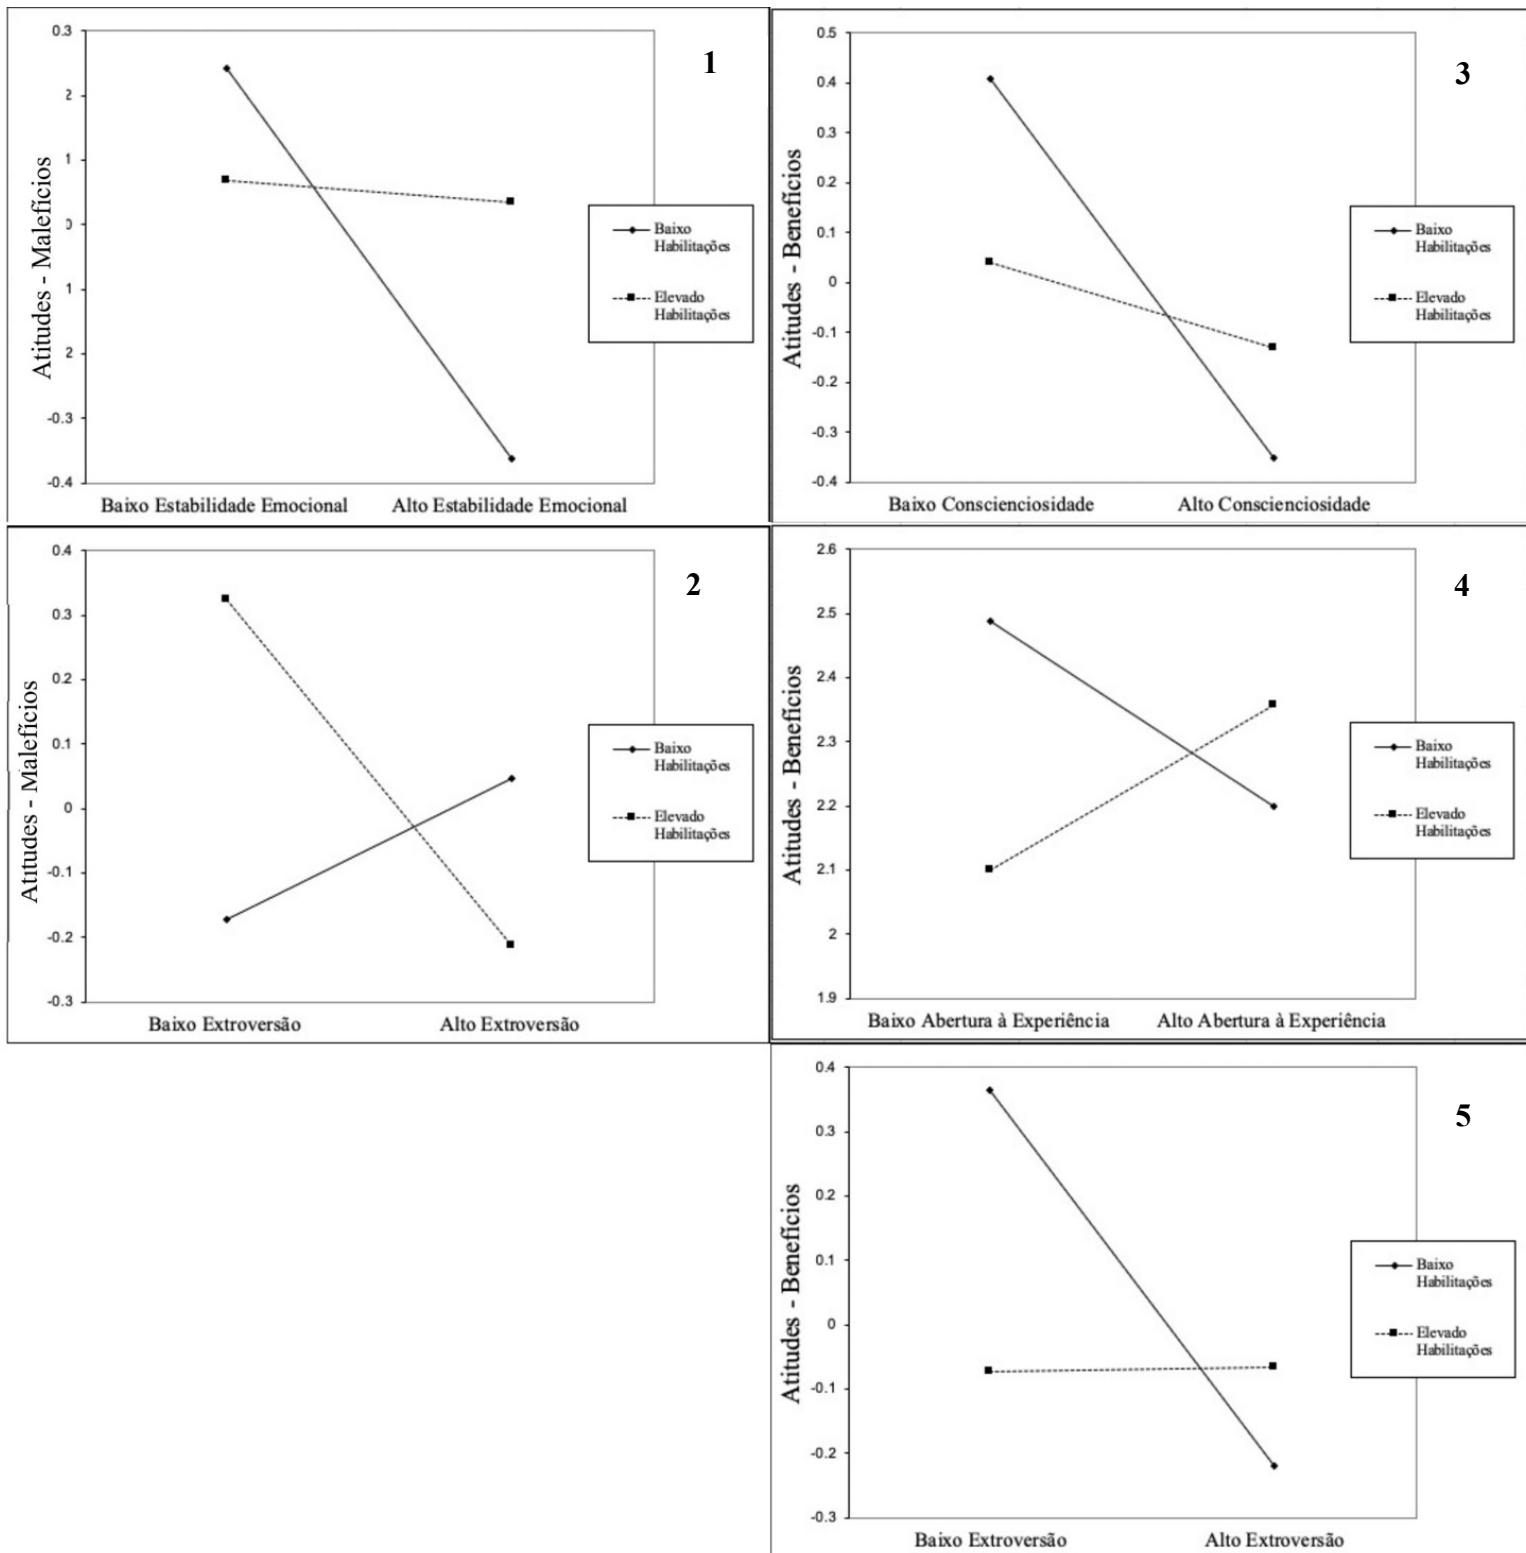 1
0.3
2
1
0
1
2
-0.3
-0.4
Atitudes - Malefícios
Baixo Estabilidade Emocional
Alto Estabilidade Emocional
Baixo
Habilitações
Elevado
Habilitações
2
0.4
0.3
0.2
0.1
0
-0.1
-0.2
-0.3
Atitudes - Malefícios
Baixo Extroversão
Alto Extroversão
Baixo
Habilitações
Elevado
Habilitações
3
0.5
0.4
0.3
0.2
0.1
0
-0.1
-0.2
-0.3
-0.4
Atitudes - Benefícios
Baixo Conscienciosidade
Alto Conscienciosidade
Baixo
Habilitações
Elevado
Habilitações
4
2.6
2.5
2.4
2.3
2.2
2.1
2
1.9
Atitudes - Benefícios
Baixo Abertura à Experiência
Alto Abertura à Experiência
Baixo
Habilitações
Elevado
Habilitações
5
0.4
0.3
0.2
0.1
0
-0.1
-0.2
-0.3
Atitudes - Benefícios
Baixo Extroversão
Alto Extroversão
Baixo
Habilitações
Elevado
Habilitações